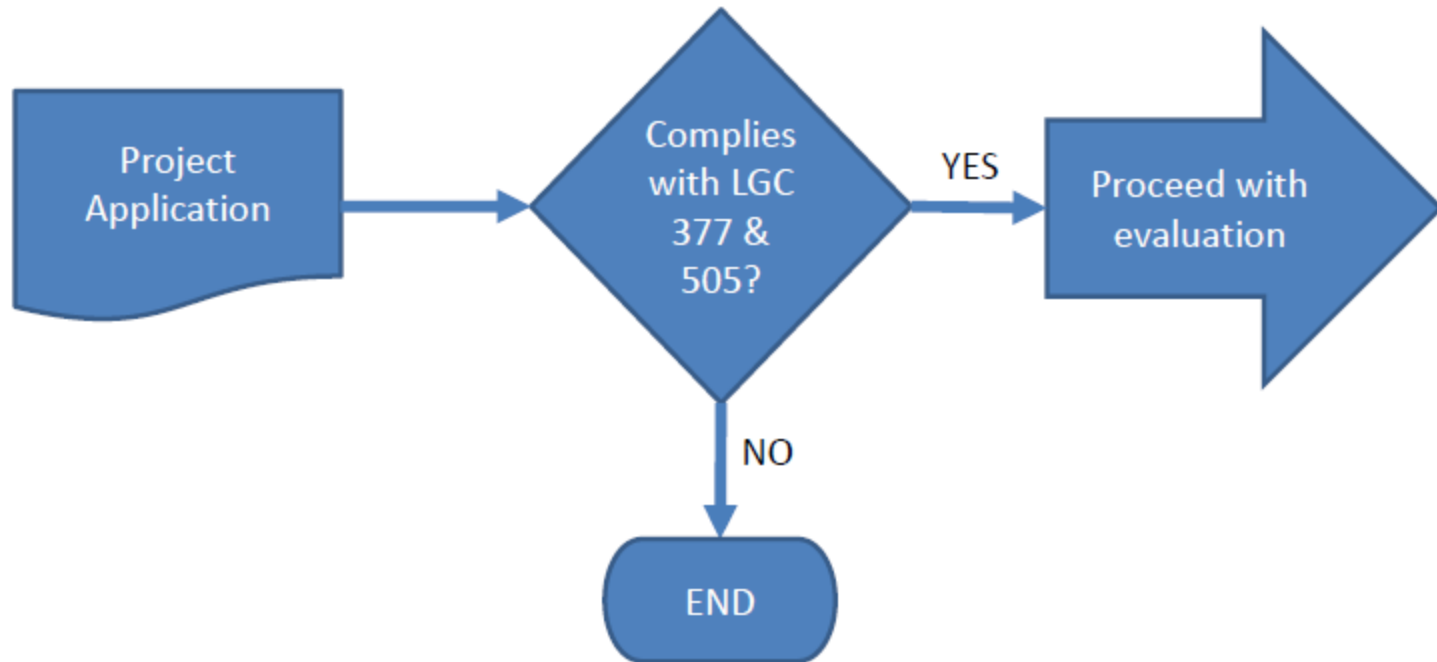 Project
Application
Complies
with LGC
377 &
505?
YES
Proceed with
evaluation
NO
END